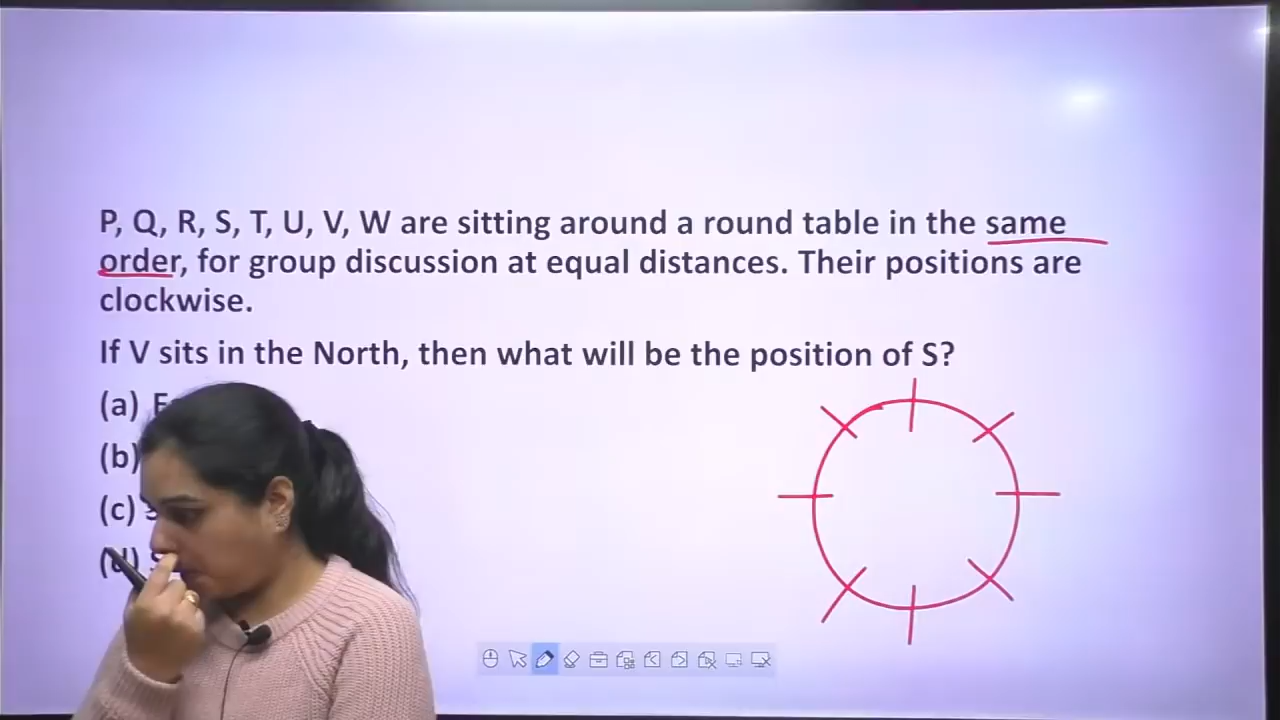 P, Q, R, S, T, U, V, W are sitting around a round table in the same
order, for group discussion at equal distances. Their positions are
clockwise.
If V sits in the North, then what will be the position of S?
(a)
(b)
(c)
(d)